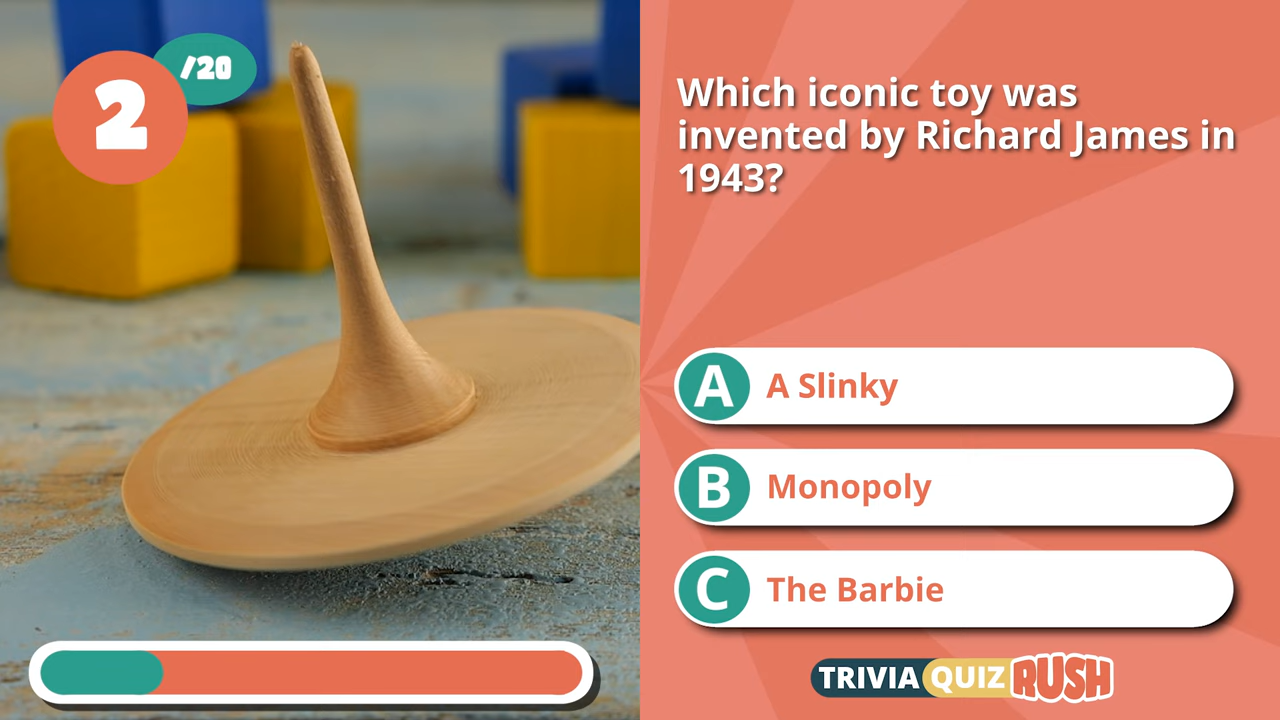 2
/20
Which iconic toy was
invented by Richard James in
1943?
A A Slinky
B Monopoly
C The Barbie
TRIVIA QUIZ RUSH